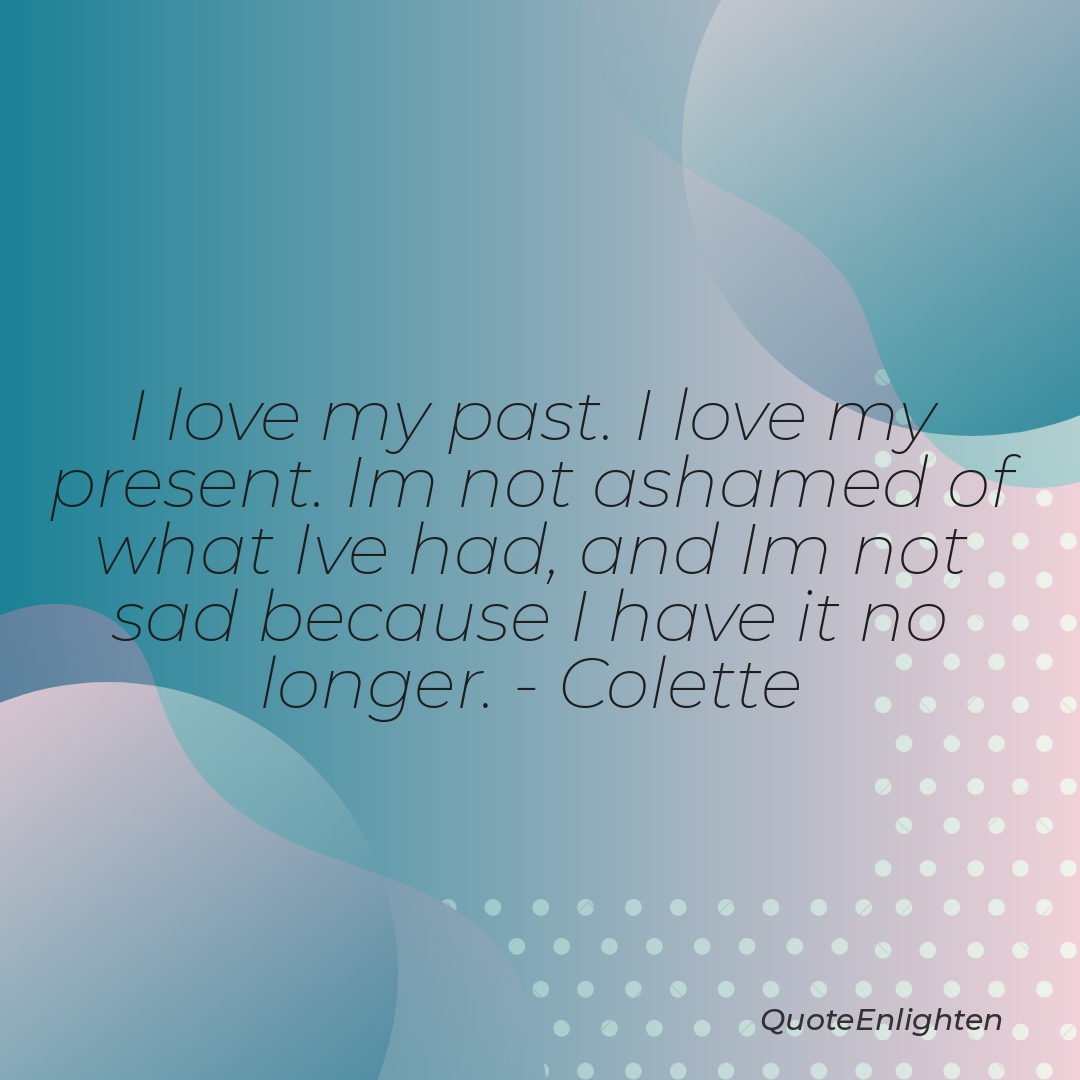 I love my past. I love my
present. Im not ashamed of
what Ive had, and Im not
sad because I have it no
longer. - Colette
QuoteEnlighten